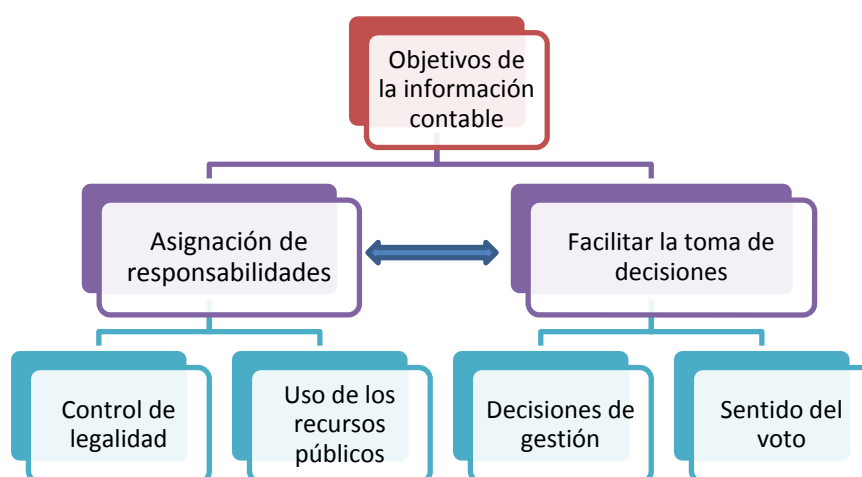 Objetivos de
la información
contable
Asignación de
responsabilidades
Facilitar la toma de
decisiones
Control de
legalidad
Uso de los
recursos
públicos
Decisiones de
gestión
Sentido del
voto